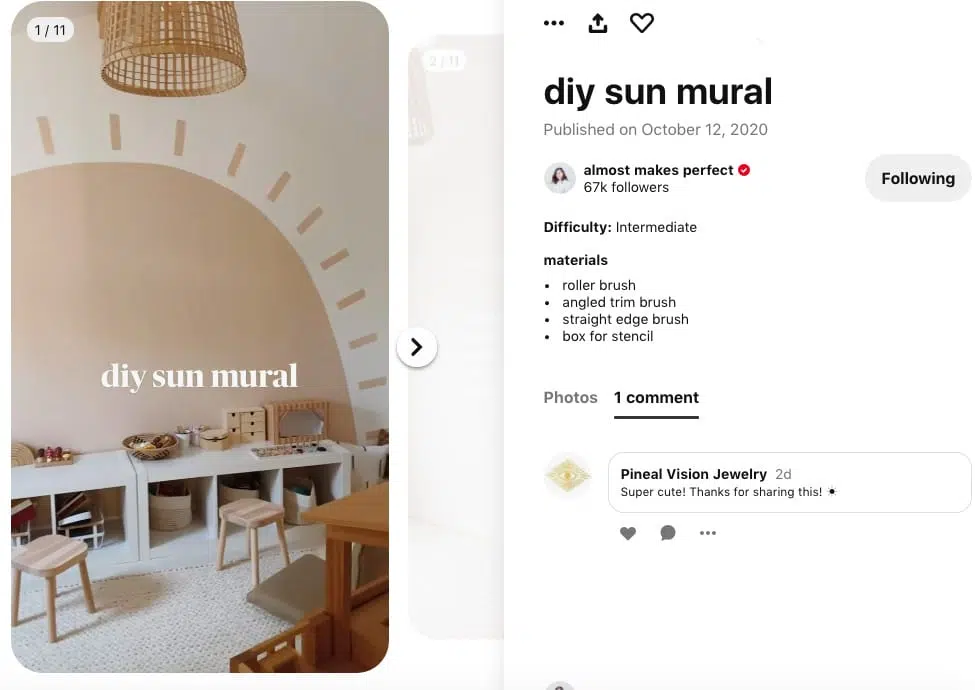 1 / 11
2 / 11
diy sun mural
diy sun mural
Published on October 12, 2020
almost makes perfect
67k followers
Following
Difficulty: Intermediate
materials
• roller brush
• angled trim brush
• straight edge brush
• box for stencil
Photos 1 comment
Pineal Vision Jewelry 2d
Super cute! Thanks for sharing this! ☀